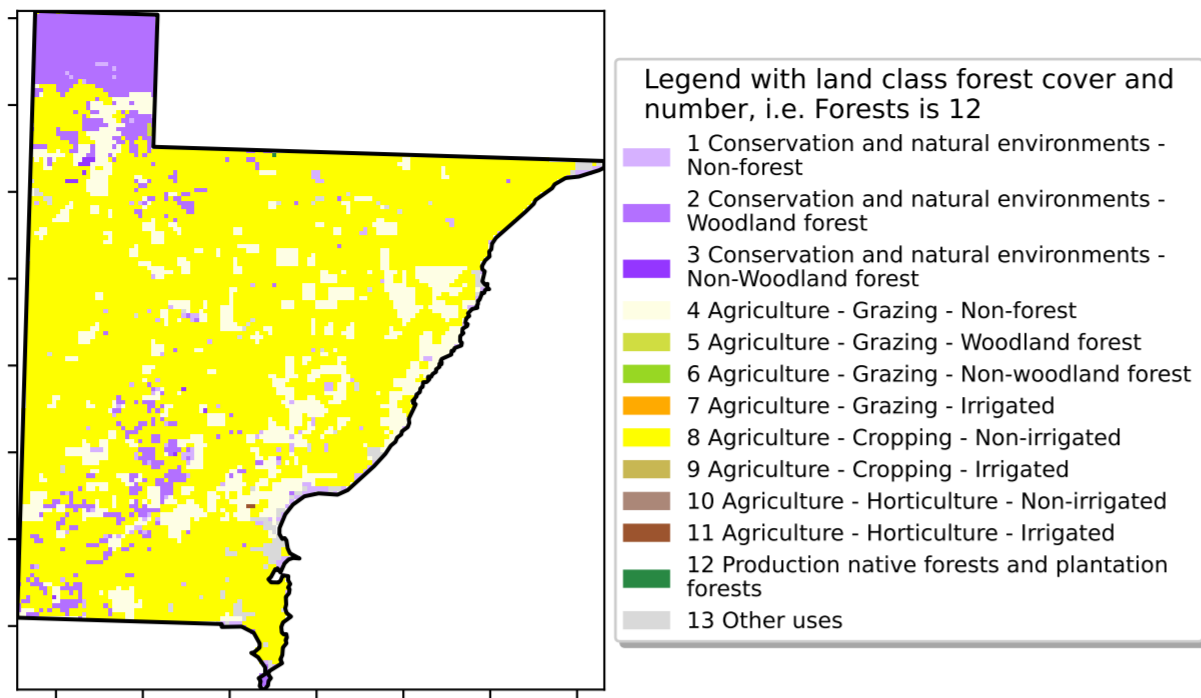 Legend with land class forest cover and
number, i.e. Forests is 12
1 Conservation and natural environments -
Non-forest
2 Conservation and natural environments -
Woodland forest
3 Conservation and natural environments -
Non-Woodland forest
4 Agriculture - Grazing - Non-forest
5 Agriculture - Grazing - Woodland forest
6 Agriculture - Grazing - Non-woodland forest
7 Agriculture - Grazing - Irrigated
8 Agriculture - Cropping - Non-irrigated
9 Agriculture - Cropping - Irrigated
10 Agriculture - Horticulture - Non-irrigated
11 Agriculture - Horticulture - Irrigated
12 Production native forests and plantation
forests
13 Other uses